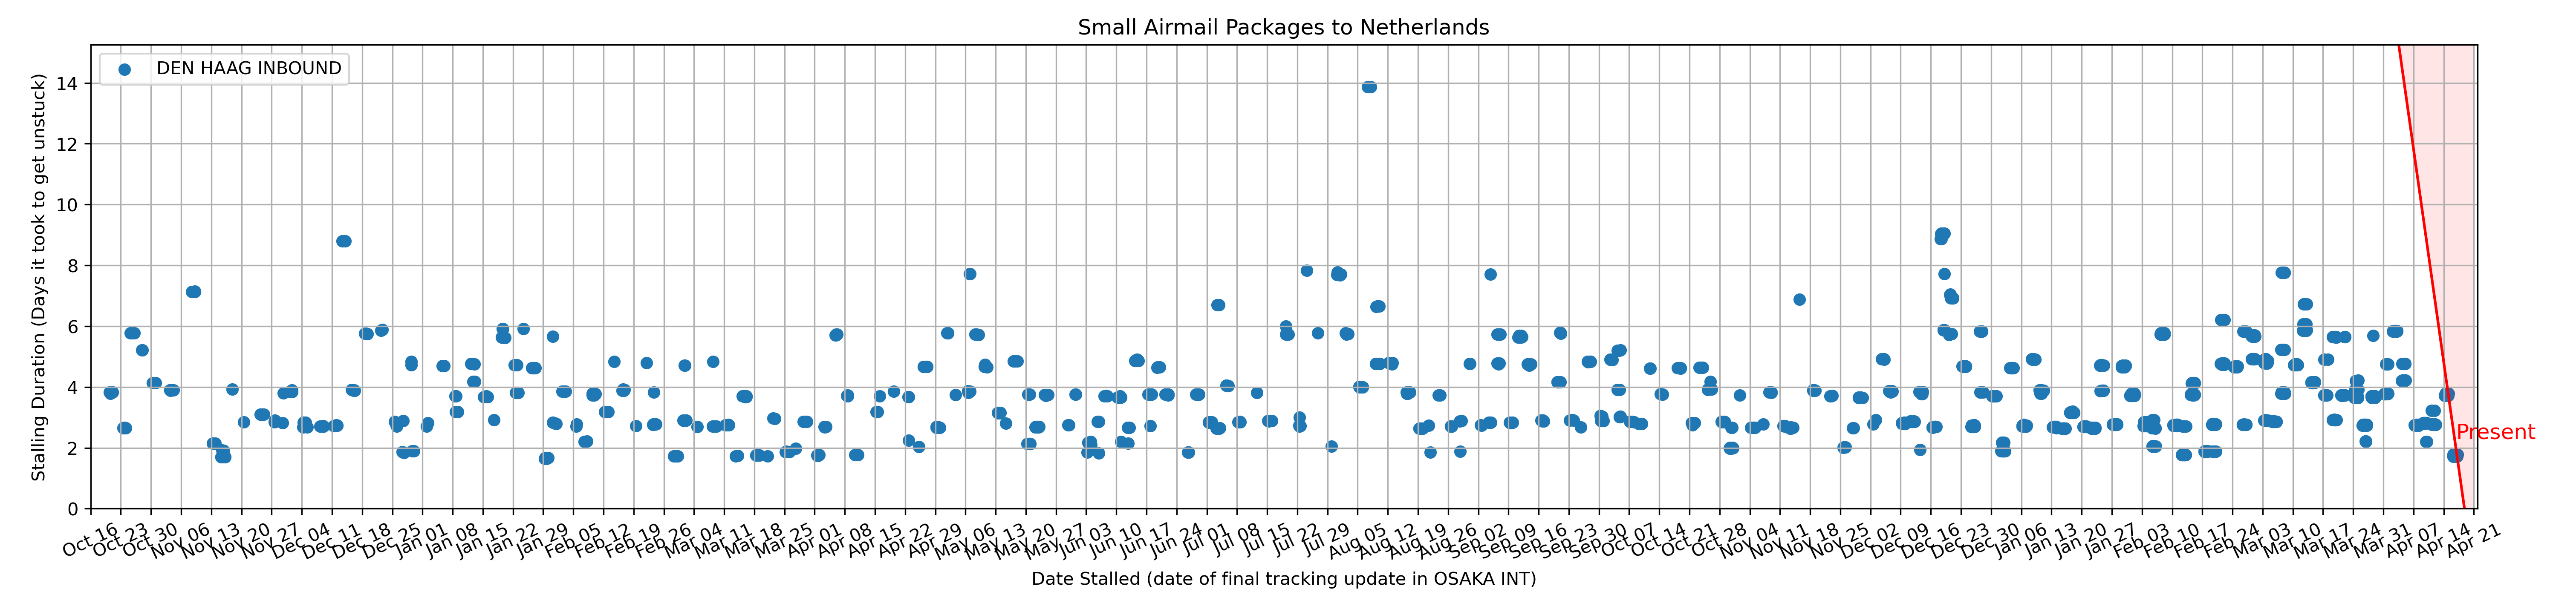 Small Airmail Packages to Netherlands
DEN HAAG INBOUND
Stalling Duration (Days it took to get unstuck)
14
12
10
8
6
4
2
0
Present
Oct 16
Oct 23
Oct 30
Nov 06
Nov 13
Nov 20
Nov 27
Dec 04
Dec 11
Dec 18
Dec 25
Jan 01
Jan 08
Jan 15
Jan 22
Jan 29
Feb 05
Feb 12
Feb 19
Feb 26
Mar 04
Mar 11
Mar 18
Mar 25
Apr 01
Apr 08
Apr 15
Apr 22
Apr 29
May 06
May 13
May 20
May 27
Jun 03
Jun 10
Jun 17
Jun 24
Jul 01
Jul 08
Jul 15
Jul 22
Jul 29
Aug 05
Aug 12
Aug 19
Aug 26
Sep 02
Sep 09
Sep 16
Sep 23
Sep 30
Oct 07
Oct 14
Oct 21
Oct 28
Nov 04
Nov 11
Nov 18
Nov 25
Dec 02
Dec 09
Dec 16
Dec 23
Dec 30
Jan 06
Jan 13
Jan 20
Jan 27
Feb 03
Feb 10
Feb 17
Feb 24
Mar 03
Mar 10
Mar 17
Mar 24
Mar 31
Apr 07
Apr 14
Apr 21
Date Stalled (date of final tracking update in OSAKA INT)